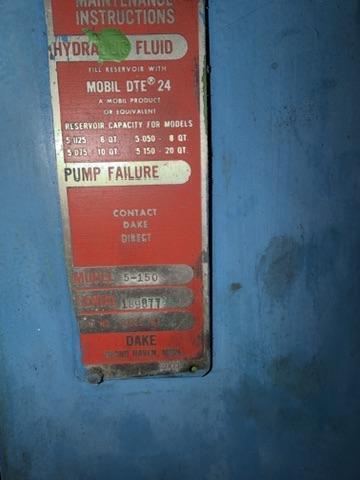 MAINTENANCE
INSTRUCTIONS
HYDRAULIC FLUID
FILL RESERVOIR WITH
MOBIL DTE® 24
A MOBIL PRODUCT
OR EQUIVALENT
RESERVOIR CAPACITY FOR MODELS
5-025 6 QT. 5-050 - 8 QT.
5-075 10 QT. 5-150 - 20 QT.
PUMP FAILURE
CONTACT
DAKE
DIRECT
MODEL 5-150
DAKE
GRAND HAVEN, MICH.